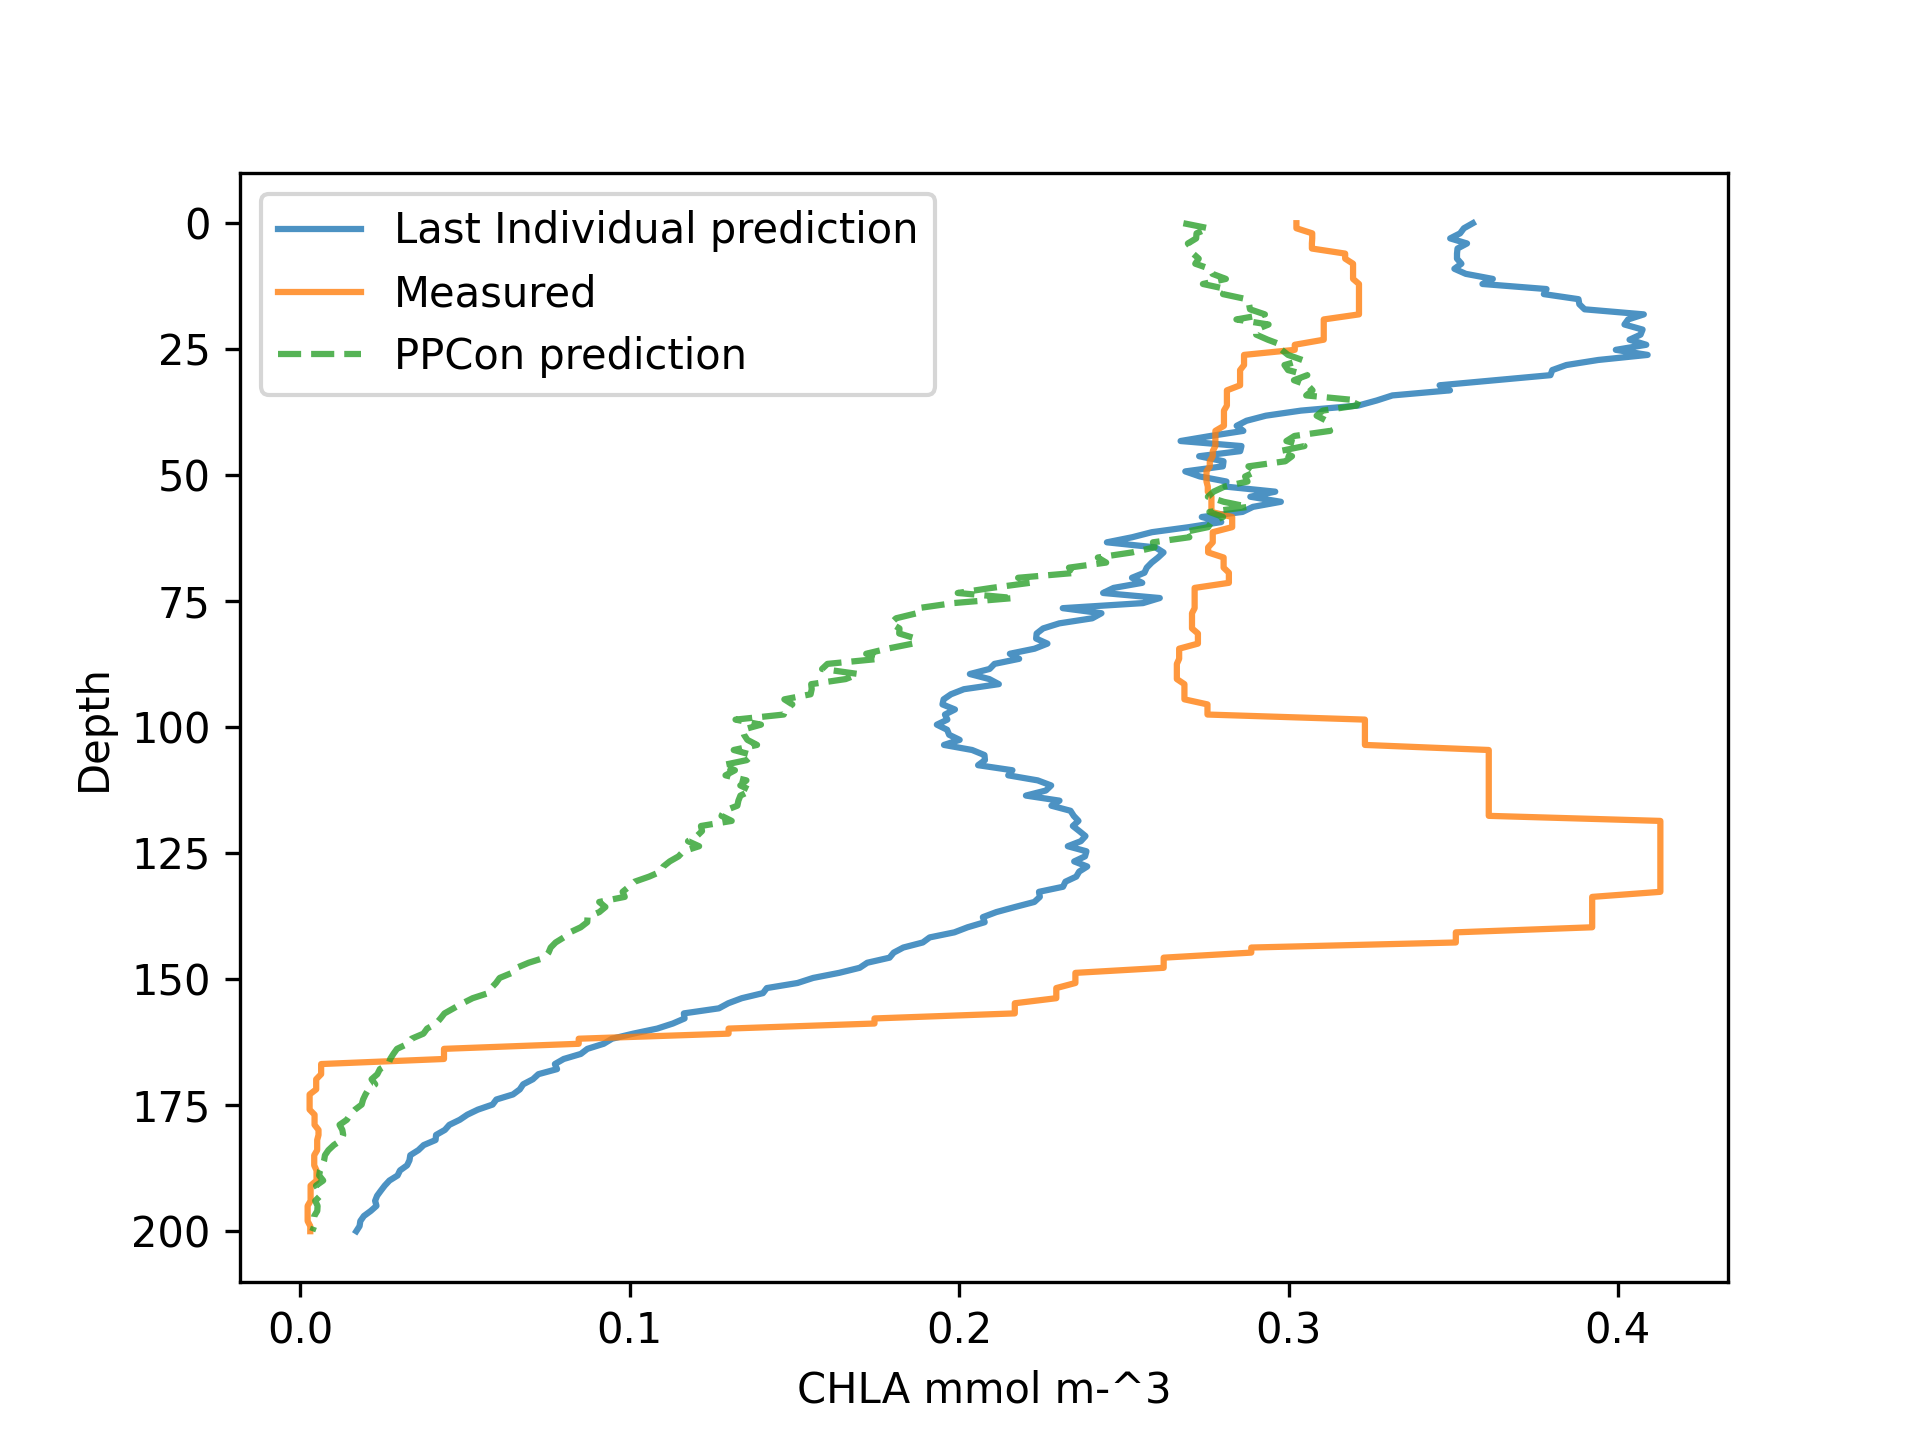 Last Individual prediction
Measured
PPCon prediction
0
25
50
75
100
125
150
175
200
Depth
0.0 0.1 0.2 0.3 0.4
CHLA mmol m-^3